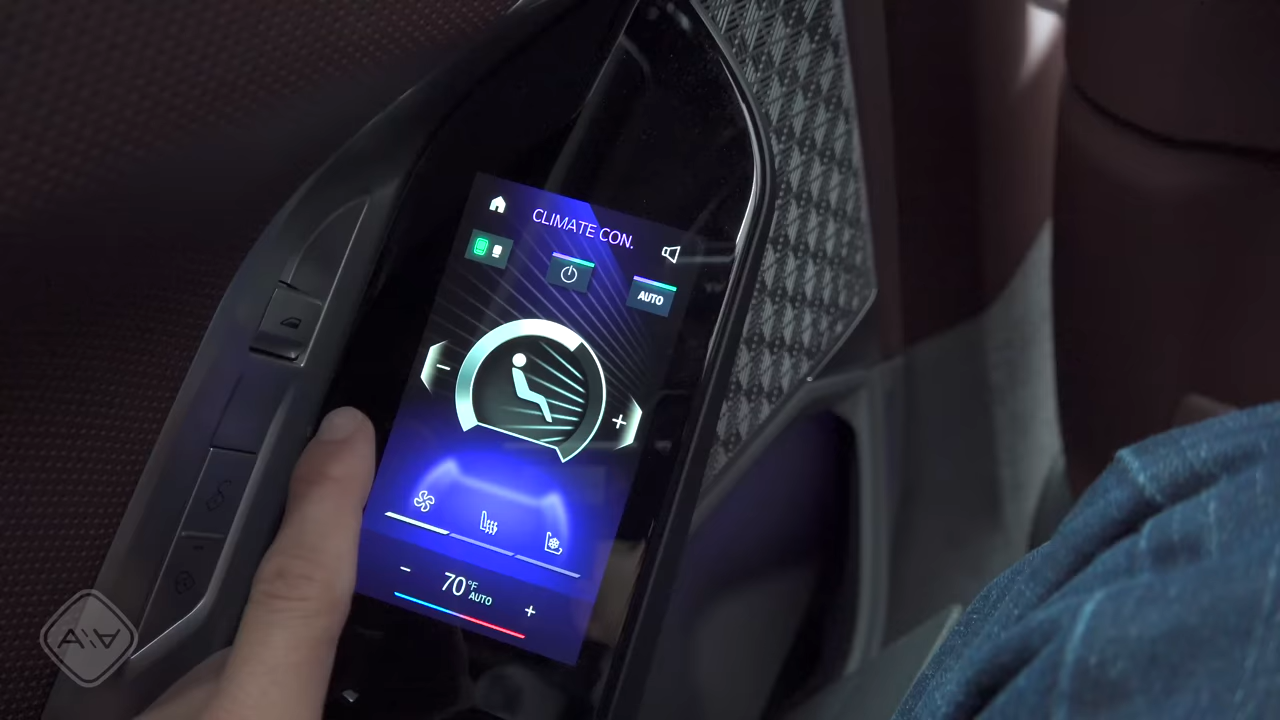 CLIMATE CON.
AUTO
- +
- 70°F +
AUTO